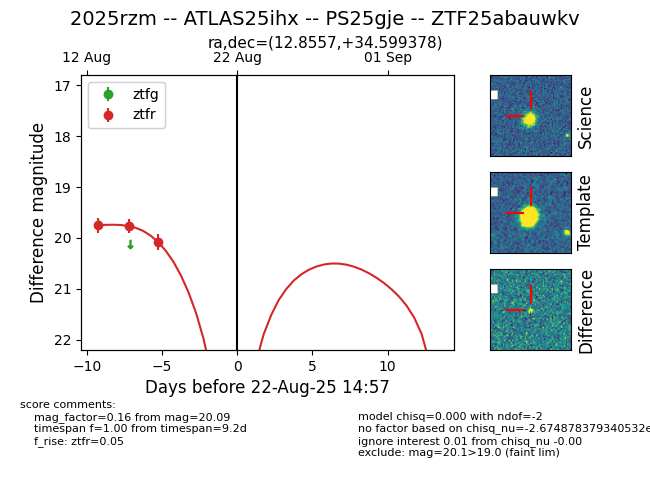 2025rzm -- ATLAS25ihx -- PS25gje -- ZTF25abauwkv
ra,dec=(12.8557,+34.599378)
12 Aug
22 Aug
01 Sep
ztfg
ztfr
17
18
19
20
21
22
Difference magnitude
−10
−5
0
5
10
Days before 22-Aug-25 14:57
Science
Template
Difference
score comments:
mag_factor=0.16 from mag=20.09
timespan f=1.00 from timespan=9.2d
f_rise: ztfr=0.05
model chisq=0.000 with ndof=-2
no factor based on chisq_nu=-2.674878379340532e
ignore interest 0.01 from chisq_nu -0.00
exclude: mag=20.1>19.0 (faint lim)